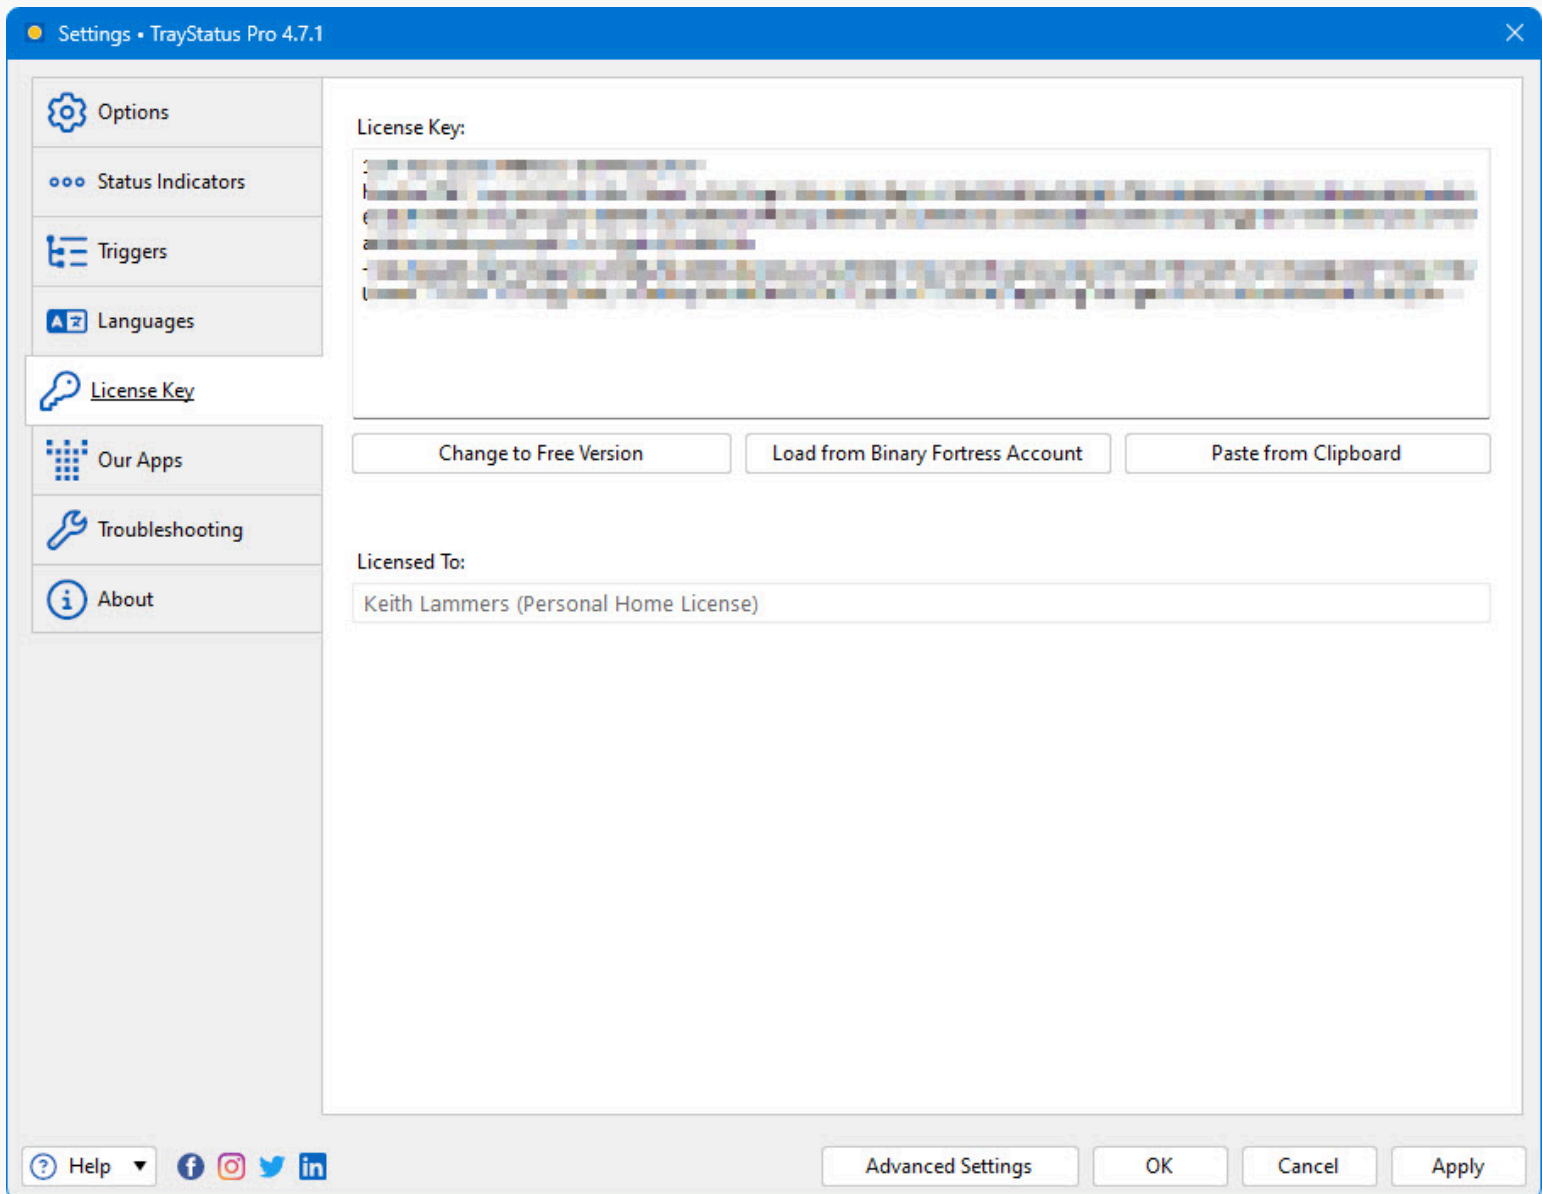 Settings • TrayStatus Pro 4.7.1
Options
Status Indicators
Triggers
Languages
License Key
Our Apps
Troubleshooting
About
License Key:
Change to Free Version
Load from Binary Fortress Account
Paste from Clipboard
Licensed To:
Keith Lammers (Personal Home License)
Help
Advanced Settings
OK
Cancel
Apply